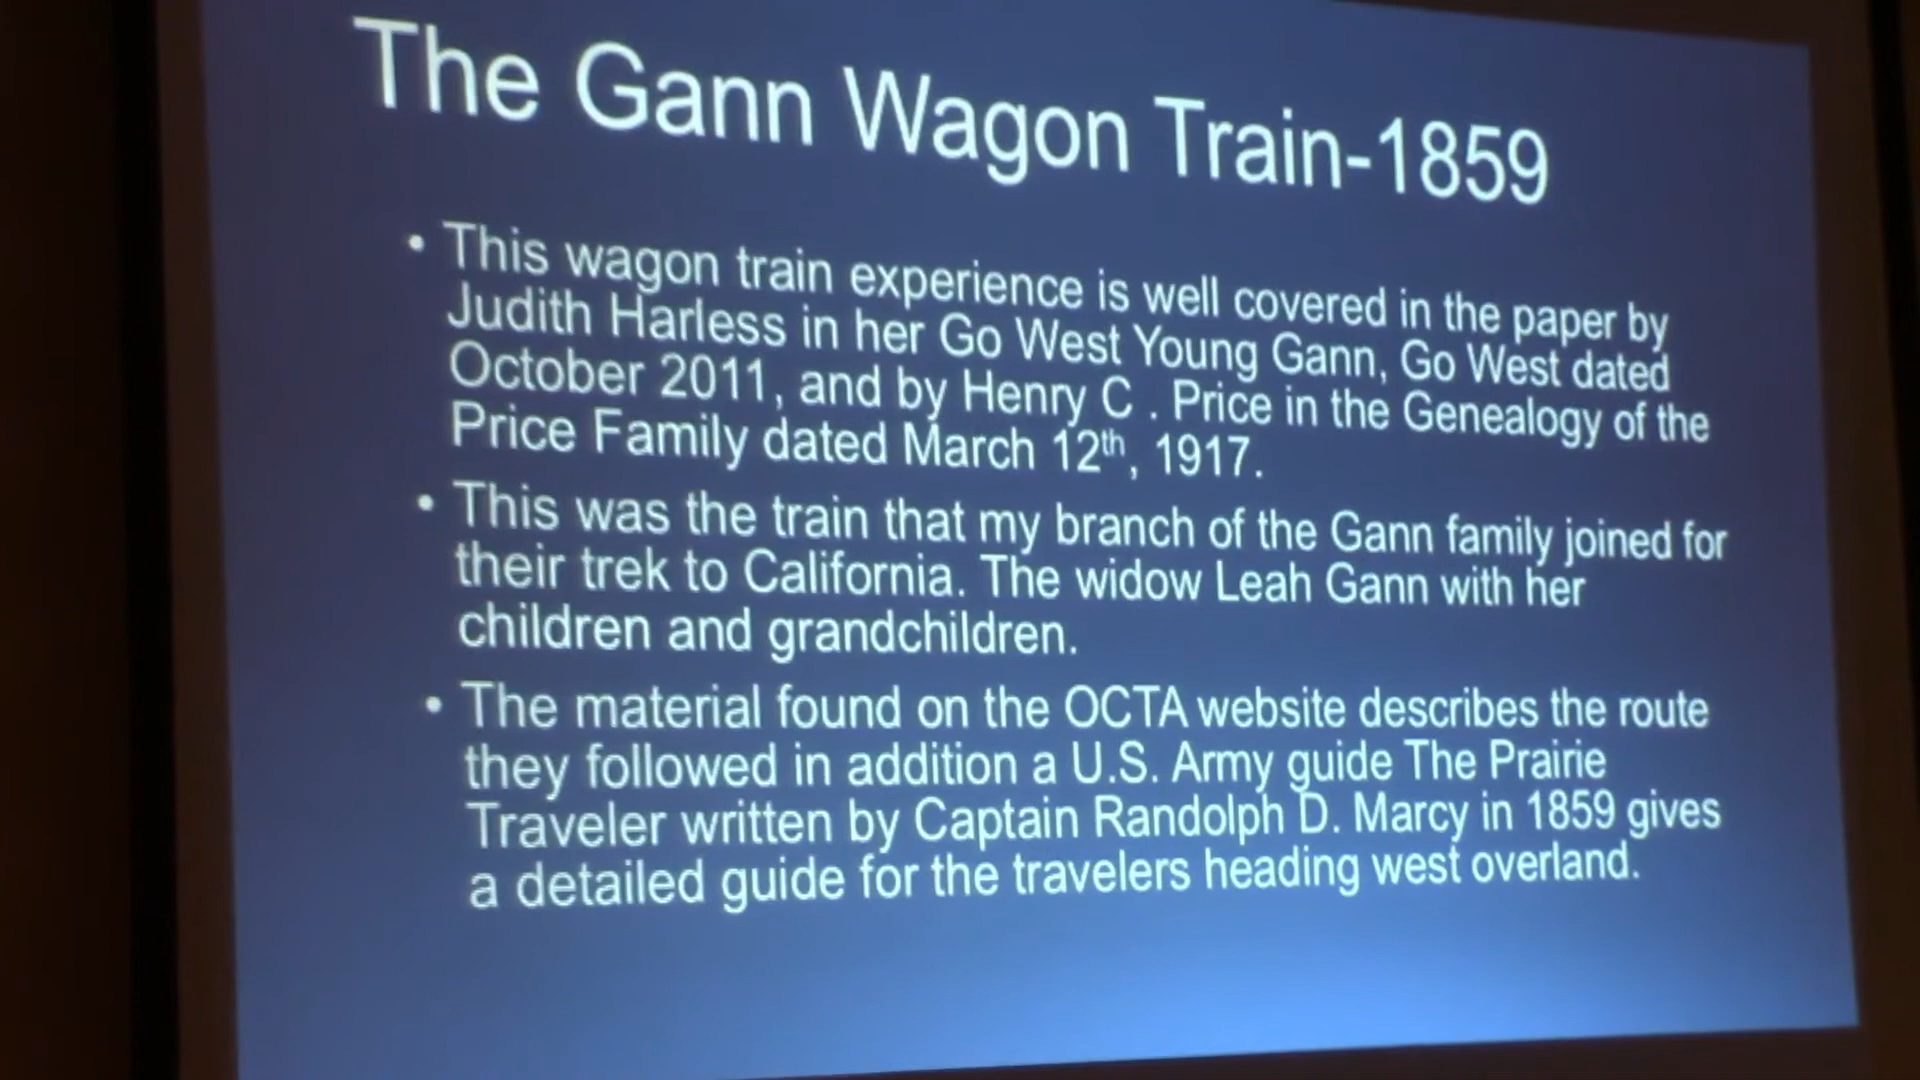 The Gann Wagon Train-1859
• This wagon train experience is well covered in the paper by
Judith Harless in her Go West Young Gann, Go West dated
October 2011, and by Henry C . Price in the Genealogy of the
Price Family dated March 12th, 1917.
• This was the train that my branch of the Gann family joined for
their trek to California. The widow Leah Gann with her
children and grandchildren.
• The material found on the OCTA website describes the route
they followed in addition a U.S. Army guide The Prairie
Traveler written by Captain Randolph D. Marcy in 1859 gives
a detailed guide for the travelers heading west overland.